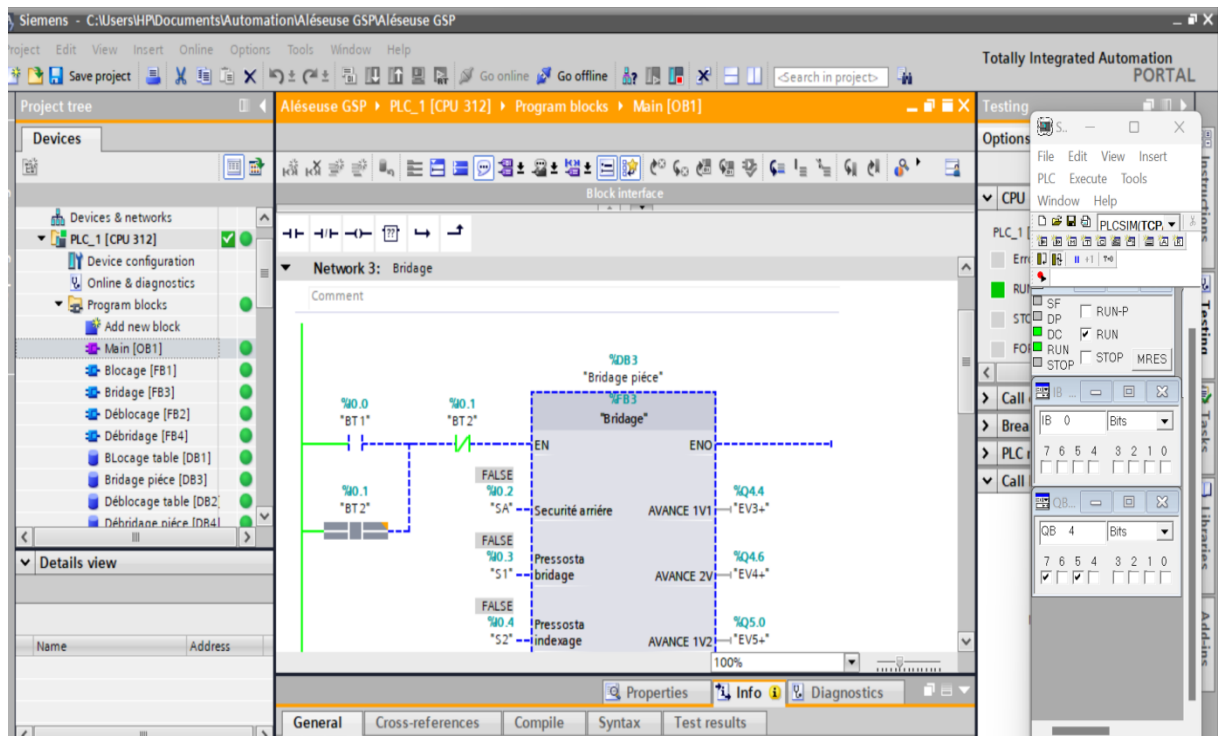 Siemens - C:\Users\HP\Documents\Automation\Aléseuse GSP\Aléseuse GSP
Project Edit View Insert Online Options Tools Window Help
Save project
Go online
Go offline
<Search in project>
Totally Integrated Automation
PORTAL
Project tree
Devices
Devices & networks
PLC_1 [CPU 312]
Device configuration
Online & diagnostics
Program blocks
Add new block
Main [OB1]
Blocage [FB1]
Bridage [FB3]
Déblocage [FB2]
Débridage [FB4]
BLocage table [DB1]
Bridage piéce [DB3]
Déblocage table [DB2]
Débridage piéce [DB4]
Details view
Name Address
Aléseuse GSP PLC_1 [CPU 312] Program blocks Main [OB1]
Block interface
??
Network 3: Bridage
Comment
%DB3
"Bridage piéce"
%FB3
"Bridage"
%I0.0
"BT 1"
%I0.1
"BT 2"
EN ENO
%I0.1
"BT 2"
FALSE
%I0.2
"SA"
Securité arriére
AVANCE 1V1
%Q4.4
"EV3+"
FALSE
%I0.3
"S1"
Pressosta
bridage
AVANCE 2V
%Q4.6
"EV4+"
FALSE
%I0.4
"S2"
Pressosta
indexage
AVANCE 1V2
%Q5.0
"EV5+"
100%
Properties Info Diagnostics
General Cross-references Compile Syntax Test results
Testing
Options
CPU
PLC_1 [
Erro
RUN
STO
FOR
Call
Brea
PLC
Call
S..
File Edit View Insert
PLC Execute Tools
Window Help
PLCSIM(TCP,
+1 T=0
SF
DP
DC
RUN
STOP
RUN-P
RUN
STOP
MRES
IB ...
IB 0 Bits
7 6 5 4 3 2 1 0
QB...
QB 4 Bits
7 6 5 4 3 2 1 0
Instructions
Testing
Tasks
Libraries
Add-ins